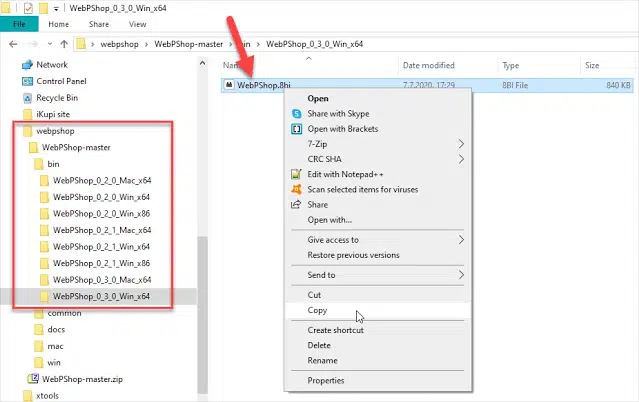 WebPShop_0_3_0_Win_x64
File
Home
Share
View
webpshop
WebPShop-master
bin
WebPShop_0_3_0_Win_x64
Date modified
Type
Size
Network
Control Panel
Recycle Bin
iKupi site
webpshop
WebPShop-master
bin
WebPShop_0_2_0_Mac_x64
WebPShop_0_2_0_Win_x64
WebPShop_0_2_0_Win_x86
WebPShop_0_2_1_Mac_x64
WebPShop_0_2_1_Win_x64
WebPShop_0_2_1_Win_x86
WebPShop_0_3_0_Mac_x64
WebPShop_0_3_0_Win_x64
common
docs
mac
win
WebPShop-master.zip
xtools
WebPShop.8bi
7.7.2020, 17:29
8BI File
840 KB
Open
Share with Skype
Open with Brackets
7-Zip
CRC SHA
Edit with Notepad++
Scan selected items for viruses
Share
Open with...
Give access to
Restore previous versions
Send to
Cut
Copy
Create shortcut
Delete
Rename
Properties